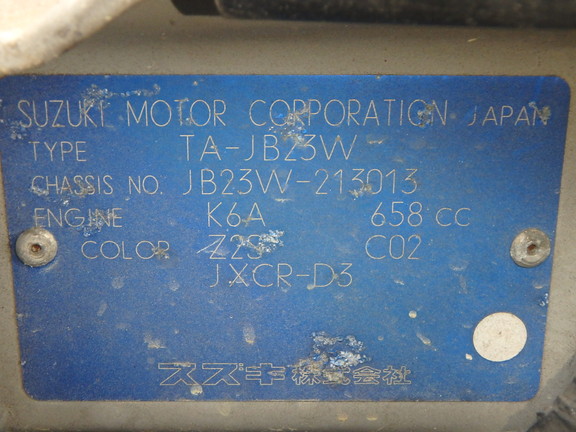 SUZUKI MOTOR CORPORATION JAPAN
TYPE TA-JB23W
CHASSIS NO. JB23W-213013
ENGINE K6A 658 CC
COLOR C02
JXCR-D3
スズキ株式会社